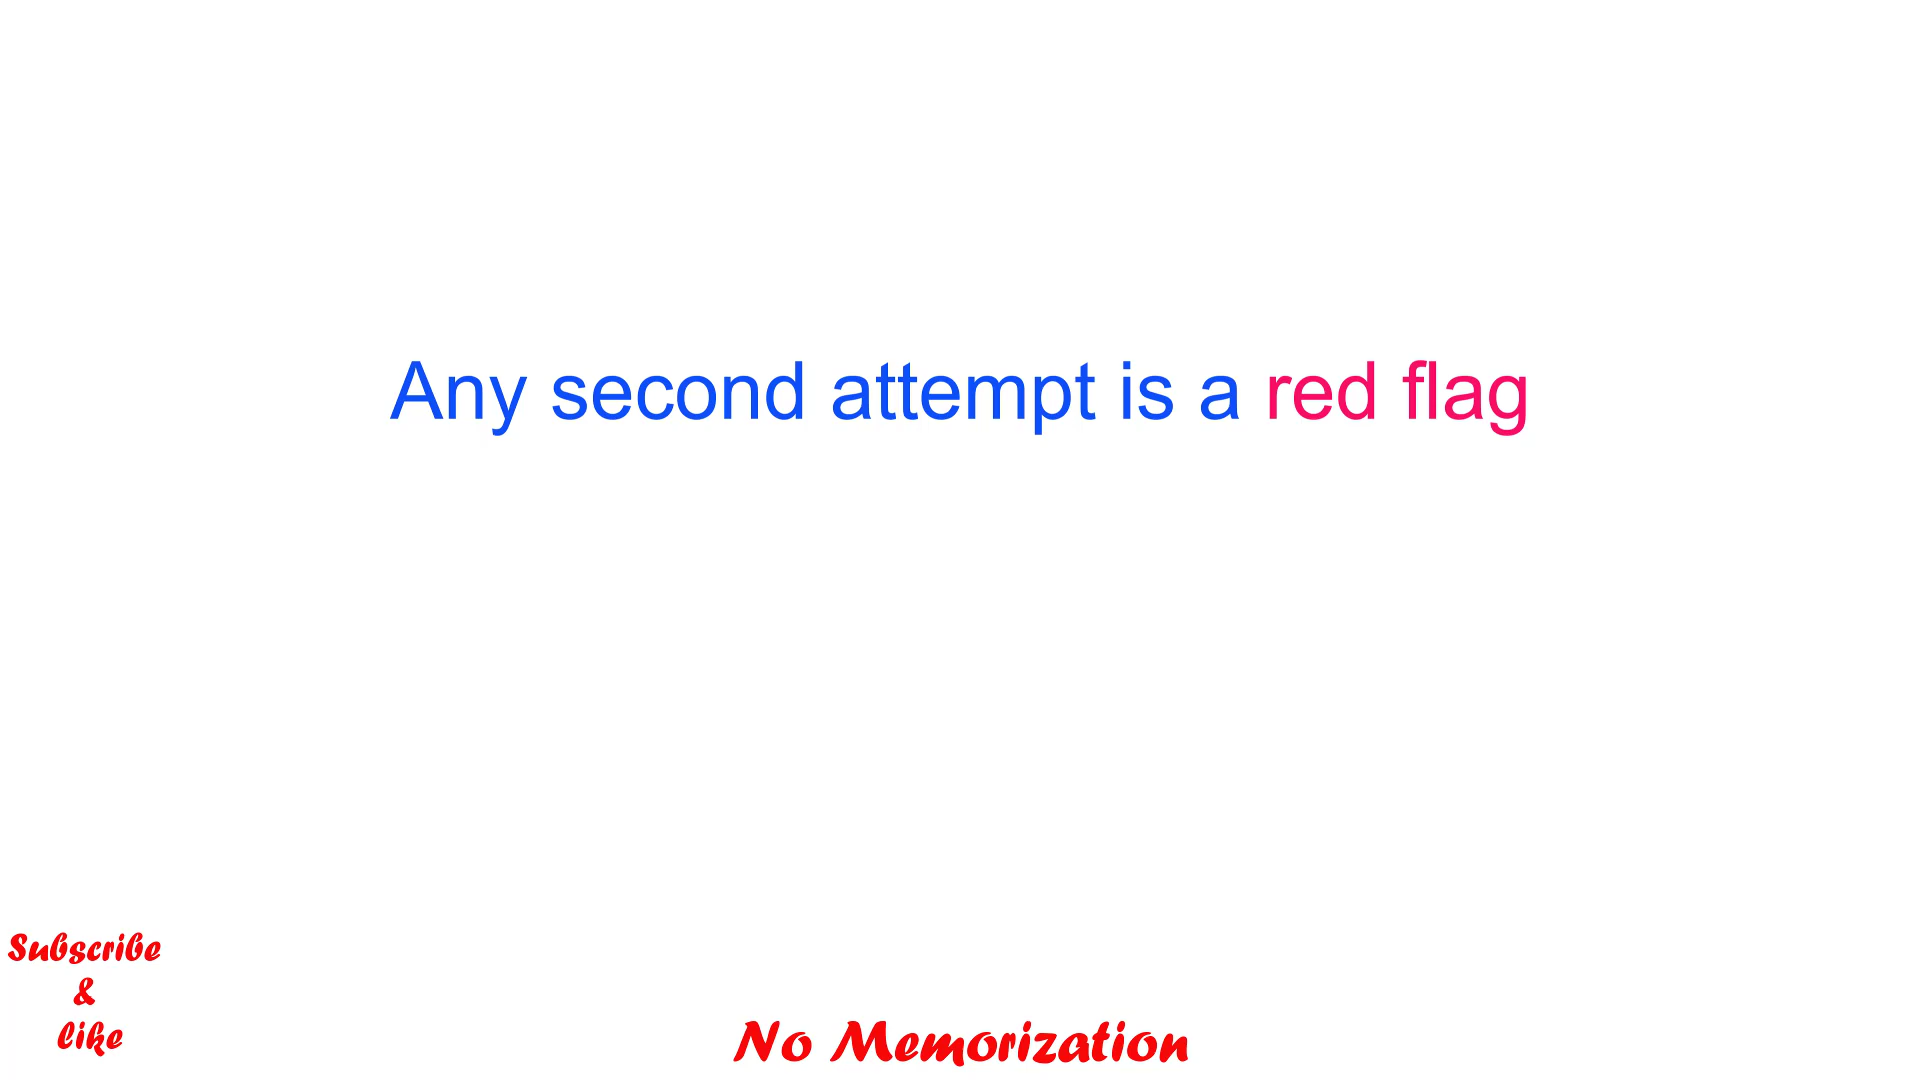 Any second attempt is a red flag
Subscribe
&
like
No Memorization